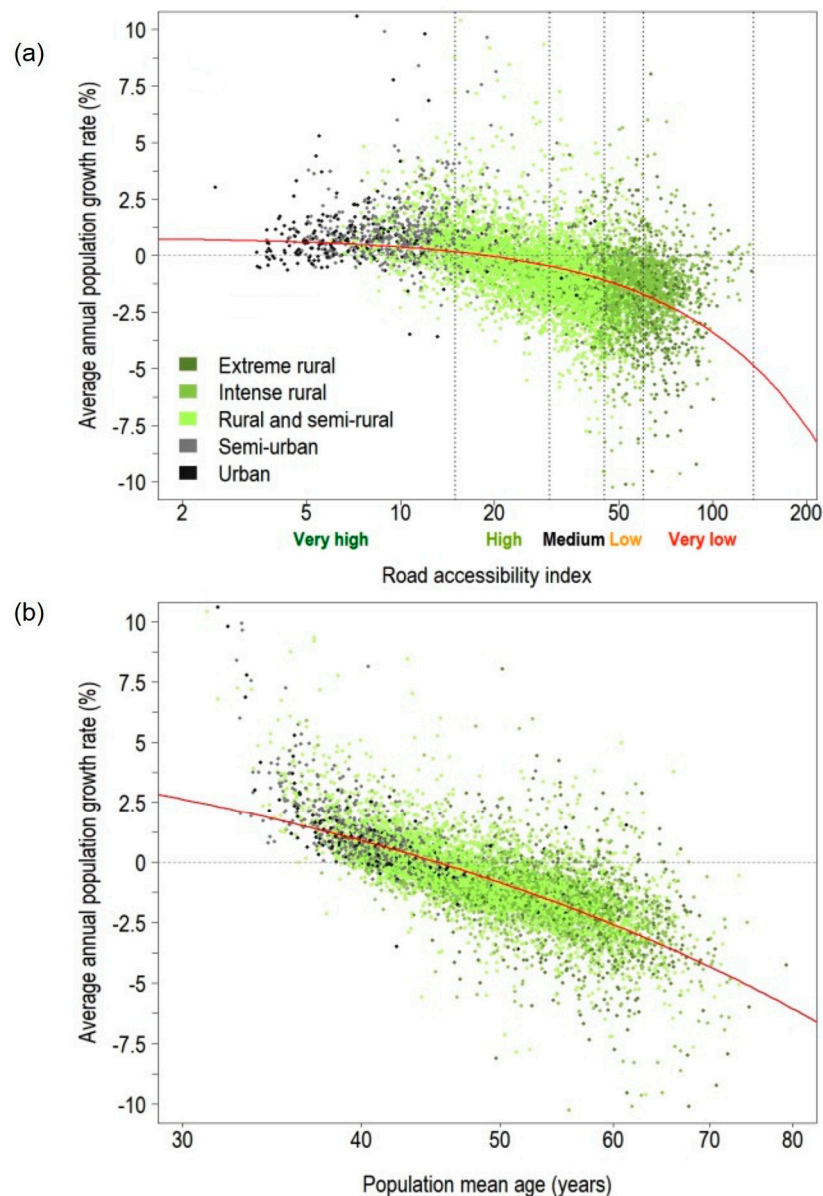 (a)
Average annual population growth rate (%)
10
7.5
5
2.5
0
-2.5
-5
-7.5
-10
Extreme rural
Intense rural
Rural and semi-rural
Semi-urban
Urban
2 5 10 20 50 100 200
Very high High Medium Low Very low
Road accessibility index
(b)
Average annual population growth rate (%)
10
7.5
5
2.5
0
-2.5
-5
-7.5
-10
30 40 50 60 70 80
Population mean age (years)